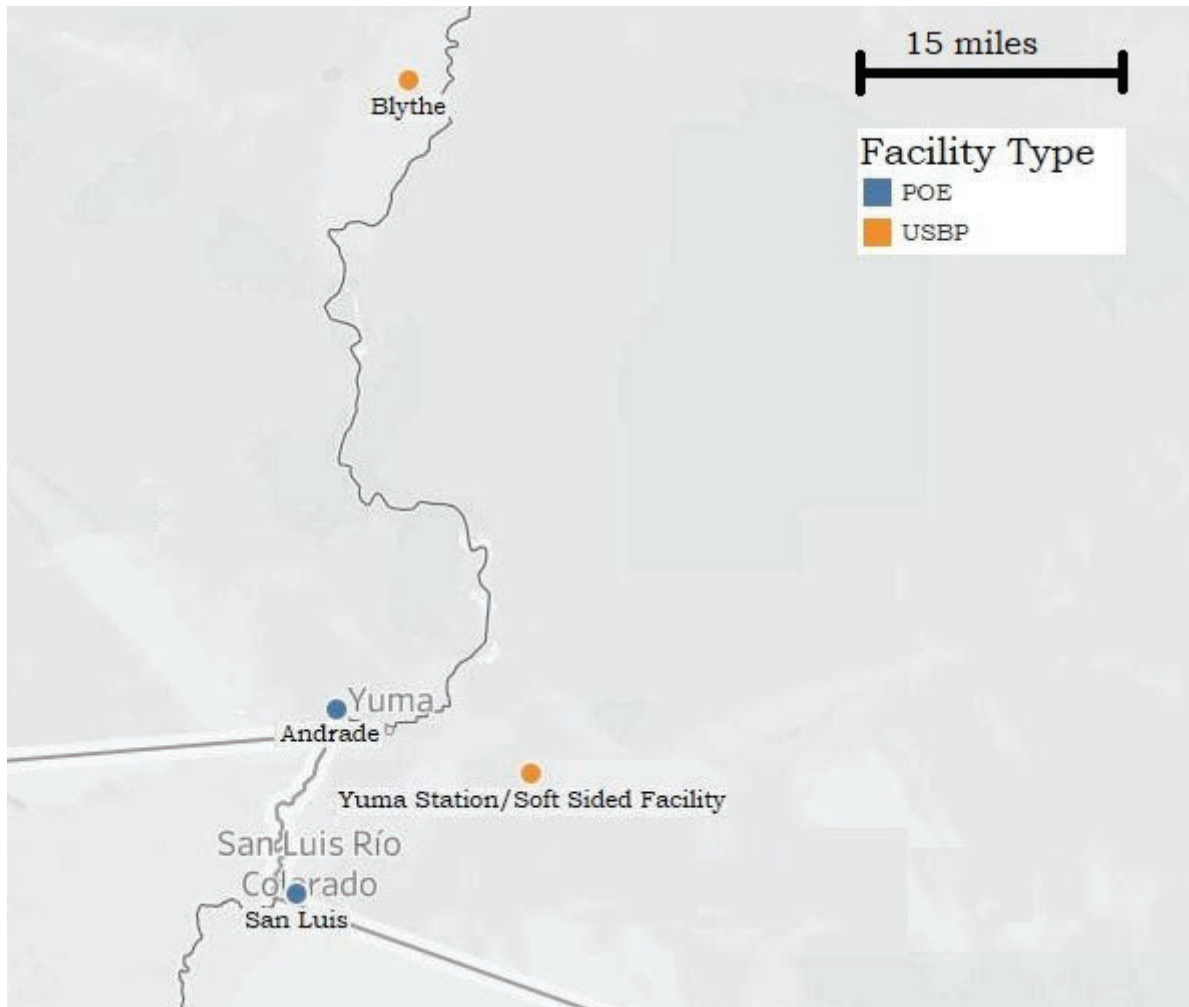 15 miles
Blythe
Facility Type
POE
USBP
Yuma
Andrade
Yuma Station/Soft Sided Facility
San Luis Río
Colorado
San Luis